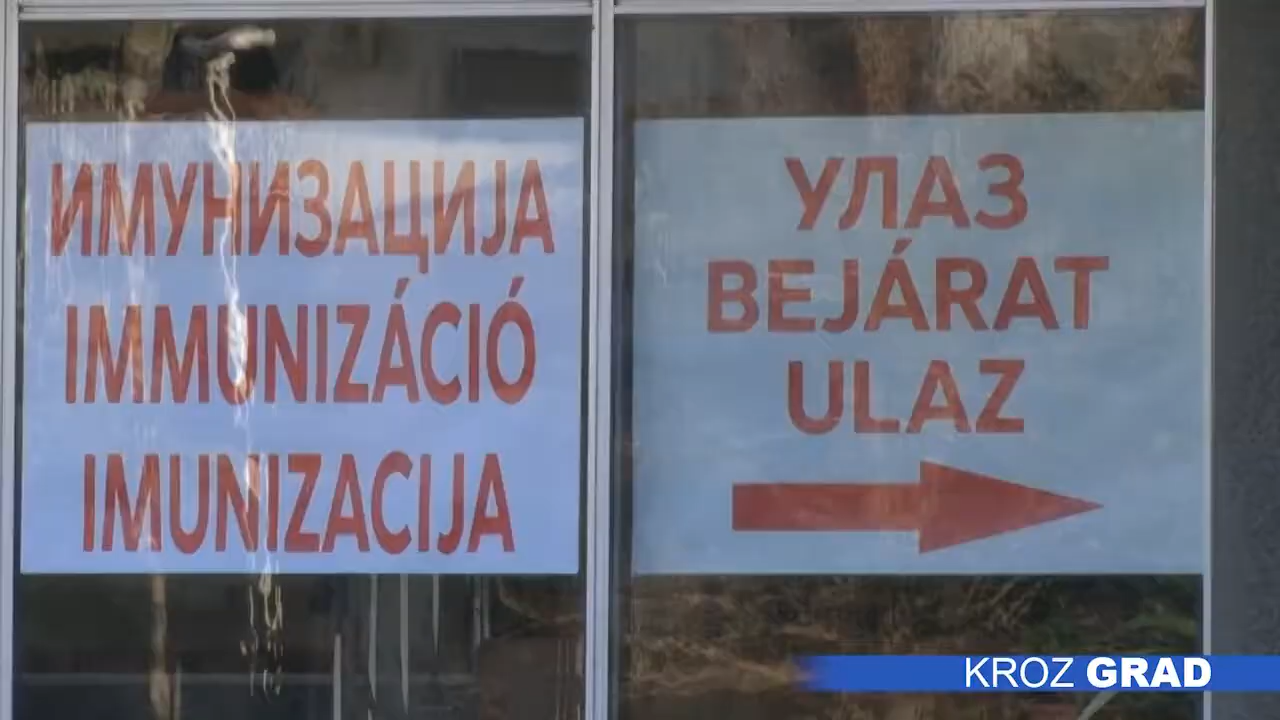 ИМУНИЗАЦИЈА
IMMUNIZÁCIÓ
IMUNIZACIJA
УЛАЗ
BEJÁRAT
ULAZ
KROZ GRAD